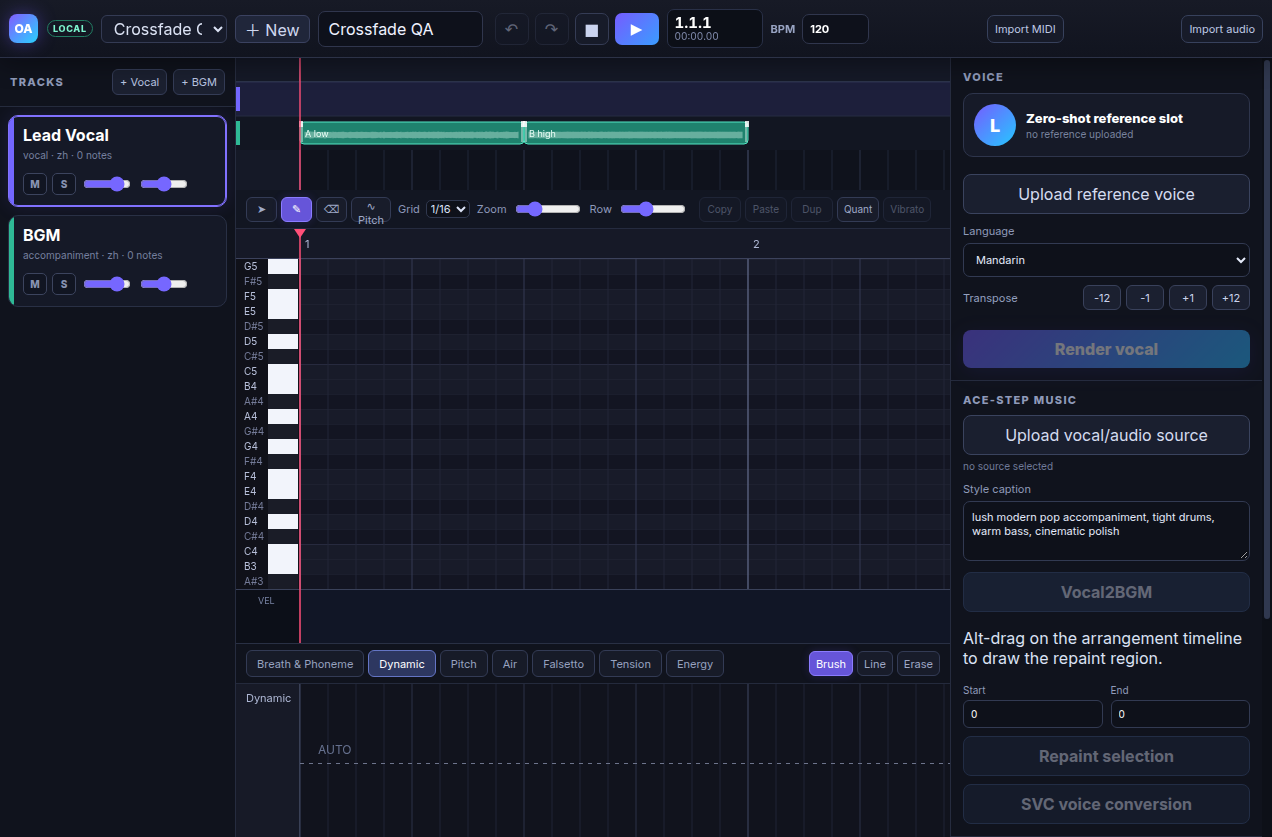 OA LOCAL Crossfade Q + New Crossfade QA ↶ ↷ ■ ▶ 1.1.1 BPM 120 Import MIDI Import audio
00:00.00
TRACKS + Vocal + BGM
Lead Vocal
vocal · zh · 0 notes
M S
BGM
accompaniment · zh · 0 notes
M S
A low B high
➤ ✎ ⌫ ∿ Pitch Grid 1/16 Zoom Row Copy Paste Dup Quant Vibrato
1 2
G5
F#5
F5
E5
D#5
D5
C#5
C5
B4
A#4
A4
G#4
G4
F#4
F4
E4
D#4
D4
C#4
C4
B3
A#3
VEL
Breath & Phoneme Dynamic Pitch Air Falsetto Tension Energy Brush Line Erase
Dynamic
AUTO
VOICE
L Zero-shot reference slot
no reference uploaded
Upload reference voice
Language
Mandarin
Transpose -12 -1 +1 +12
Render vocal
ACE-STEP MUSIC
Upload vocal/audio source
no source selected
Style caption
lush modern pop accompaniment, tight drums,
warm bass, cinematic polish
Vocal2BGM
Alt-drag on the arrangement timeline
to draw the repaint region.
Start End
0 0
Repaint selection
SVC voice conversion